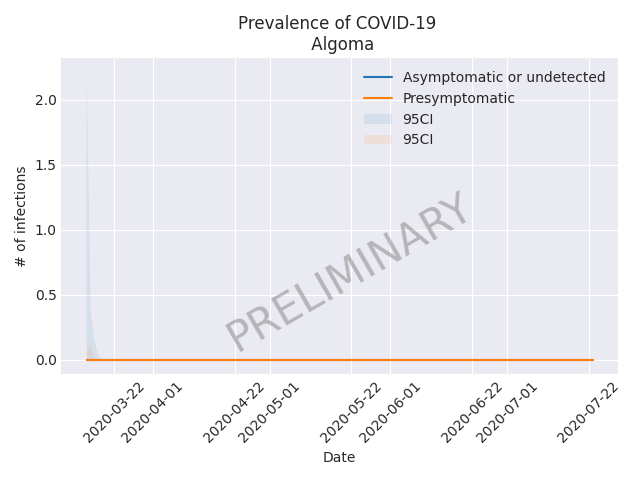 Prevalence of COVID-19
Algoma
Asymptomatic or undetected
Presymptomatic
95CI
95CI
2.0
1.5
1.0
0.5
0.0
# of infections
PRELIMINARY
2020-03-22
2020-04-01
2020-04-22
2020-05-01
2020-05-22
2020-06-01
2020-06-22
2020-07-01
2020-07-22
Date